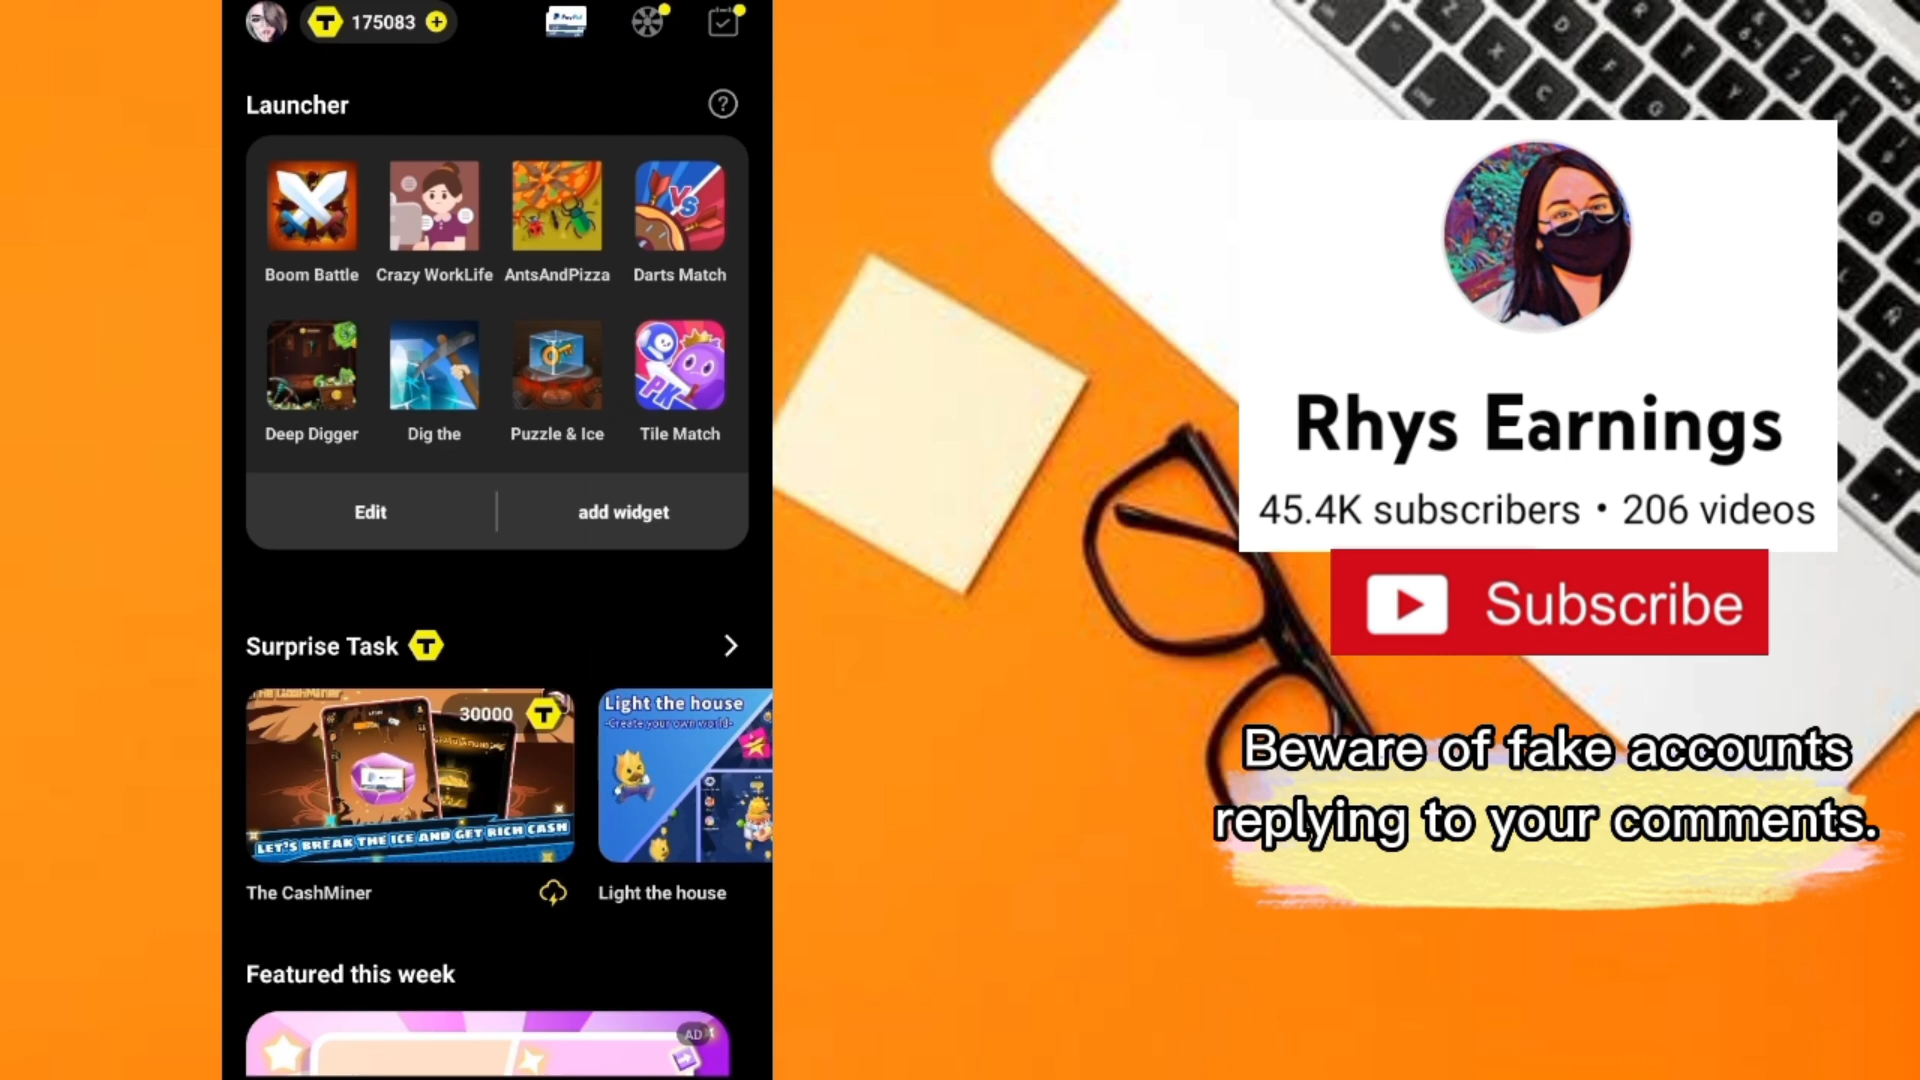 175083
PayPal
Launcher
Boom Battle
Crazy WorkLife
AntsAndPizza
Darts Match
VS
Deep Digger
Dig the
Puzzle & Ice
Tile Match
PK
Edit
add widget
Surprise Task T
30000 T
LET'S BREAK THE ICE AND GET RICH CASH
The CashMiner
Light the house
-Create your own world-
Light the house
Featured this week
AD
Rhys Earnings
45.4K subscribers • 206 videos
Subscribe
Beware of fake accounts
replying to your comments.